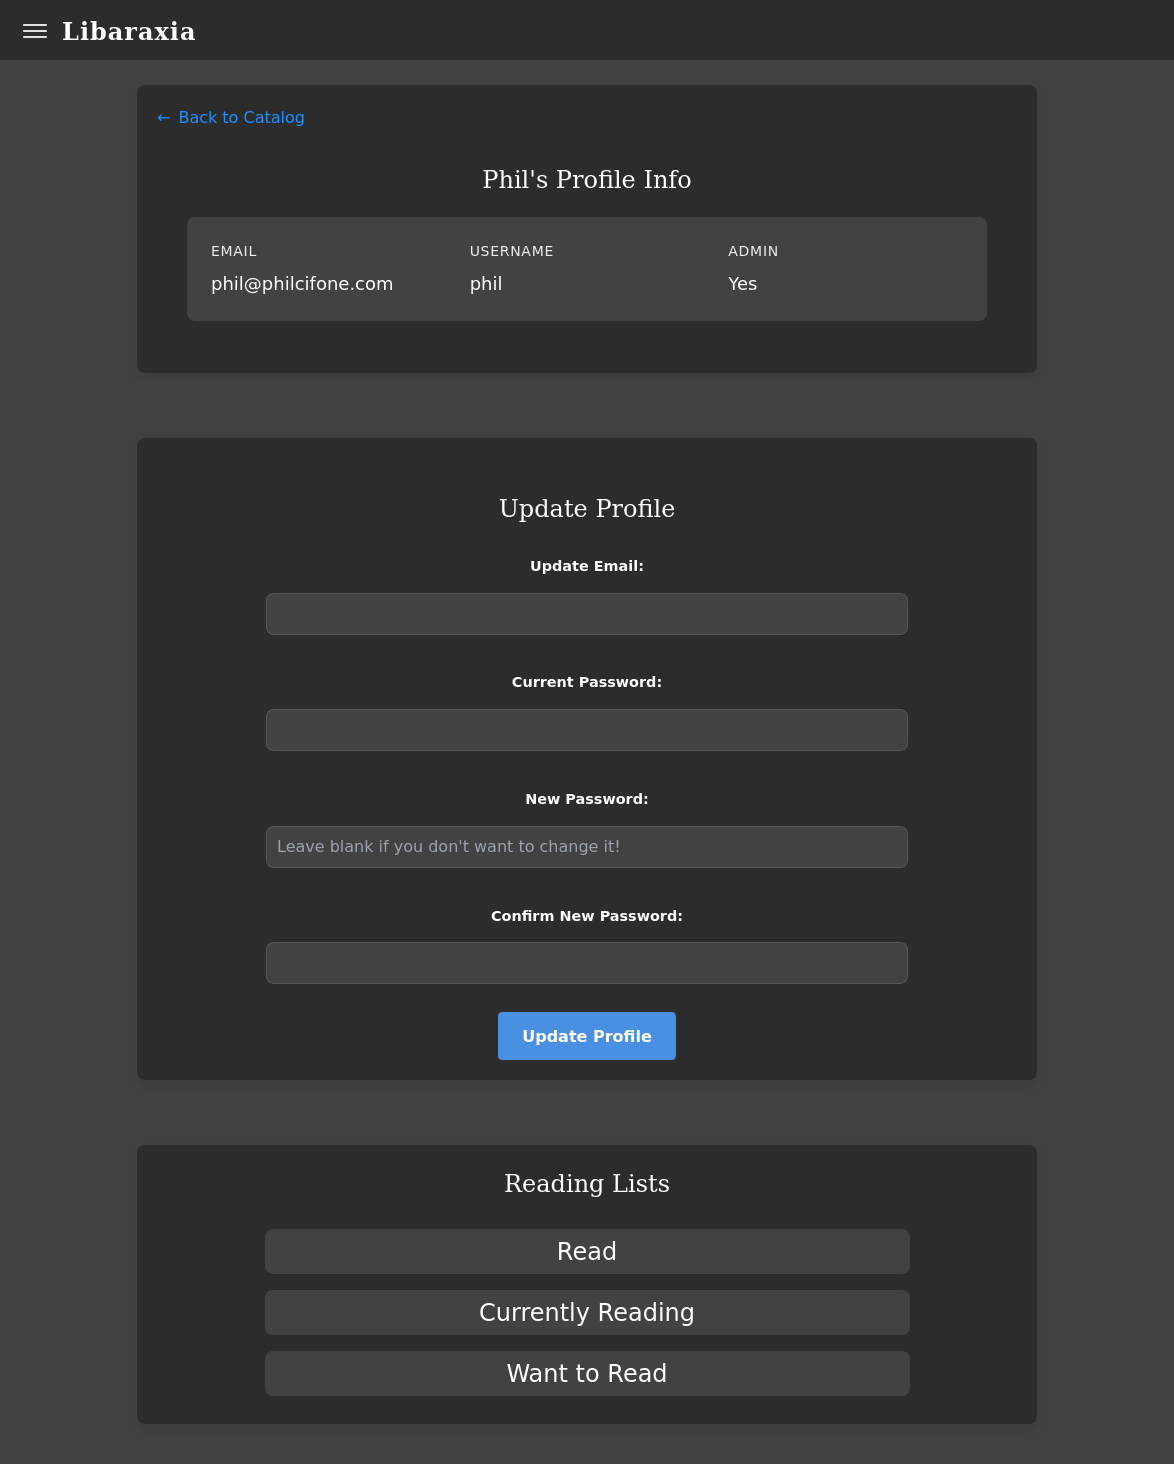 Libaraxia
← Back to Catalog
Phil's Profile Info
EMAIL USERNAME ADMIN
phil@philcifone.com phil Yes
Update Profile
Update Email:
Current Password:
New Password:
Leave blank if you don't want to change it!
Confirm New Password:
Update Profile
Reading Lists
Read
Currently Reading
Want to Read